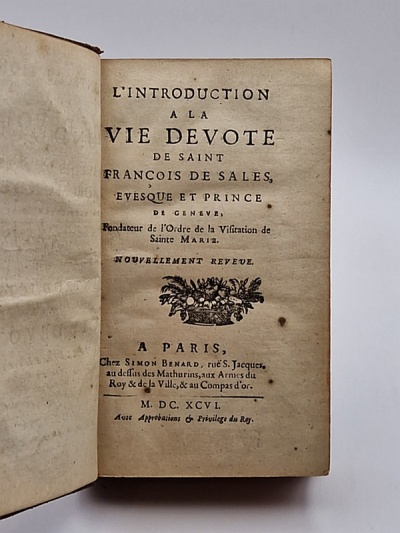 L'INTRODUCTION
A LA
VIE DEVOTE
DE SAINT
FRANCOIS DE SALES,
EVESQUE ET PRINCE
DE GENEVE,
Fondateur de l'Ordre de la Visitation de
Sainte MARIE.
NOUVELLEMENT REVEUE.
A PARIS,
Chez SIMON BENARD, ruë S. Jacques,
au dessus des Mathurins, aux Armes du
Roy & de la Ville, & au Compas d'or.
M. DC. XCVI.
Avec Approbations & Privilege du Roy.